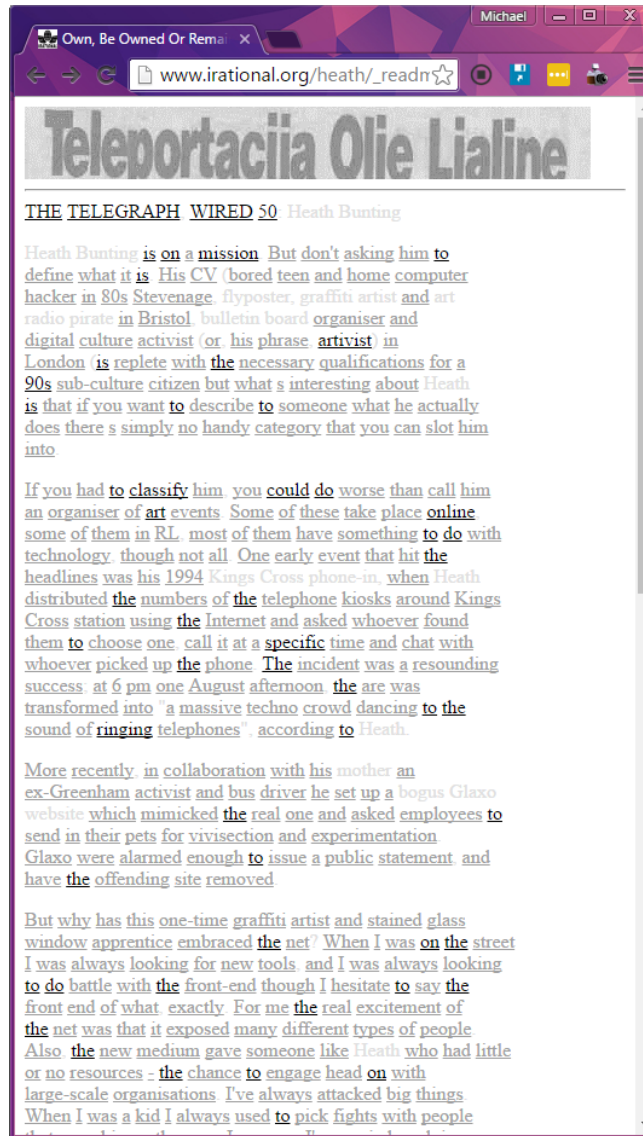 Michael
Own, Be Owned Or Remai
www.irational.org/heath/_readm
Teleportacija Olie Lialine
THE TELEGRAPH, WIRED 50: Heath Bunting
Heath Bunting is on a mission. But don't asking him to
define what it is. His CV (bored teen and home computer
hacker in 80s Stevenage, flyposter, graffiti artist and art
radio pirate in Bristol, bulletin board organiser and
digital culture activist (or, his phrase, artivist) in
London (is replete with the necessary qualifications for a
90s sub-culture citizen but what s interesting about Heath
is that if you want to describe to someone what he actually
does there s simply no handy category that you can slot him
into.
If you had to classify him, you could do worse than call him
an organiser of art events. Some of these take place online,
some of them in RL, most of them have something to do with
technology, though not all. One early event that hit the
headlines was his 1994 Kings Cross phone-in, when Heath
distributed the numbers of the telephone kiosks around Kings
Cross station using the Internet and asked whoever found
them to choose one, call it at a specific time and chat with
whoever picked up the phone. The incident was a resounding
success: at 6 pm one August afternoon, the are was
transformed into "a massive techno crowd dancing to the
sound of ringing telephones", according to Heath.
More recently, in collaboration with his mother an
ex-Greenham activist and bus driver he set up a bogus Glaxo
website which mimicked the real one and asked employees to
send in their pets for vivisection and experimentation.
Glaxo were alarmed enough to issue a public statement, and
have the offending site removed.
But why has this one-time graffiti artist and stained glass
window apprentice embraced the net? When I was on the street
I was always looking for new tools, and I was always looking
to do battle with the front-end though I hesitate to say the
front end of what, exactly. For me the real excitement of
the net was that it exposed many different types of people.
Also, the new medium gave someone like Heath who had little
or no resources - the chance to engage head on with
large-scale organisations. I've always attacked big things.
When I was a kid I always used to pick fights with people